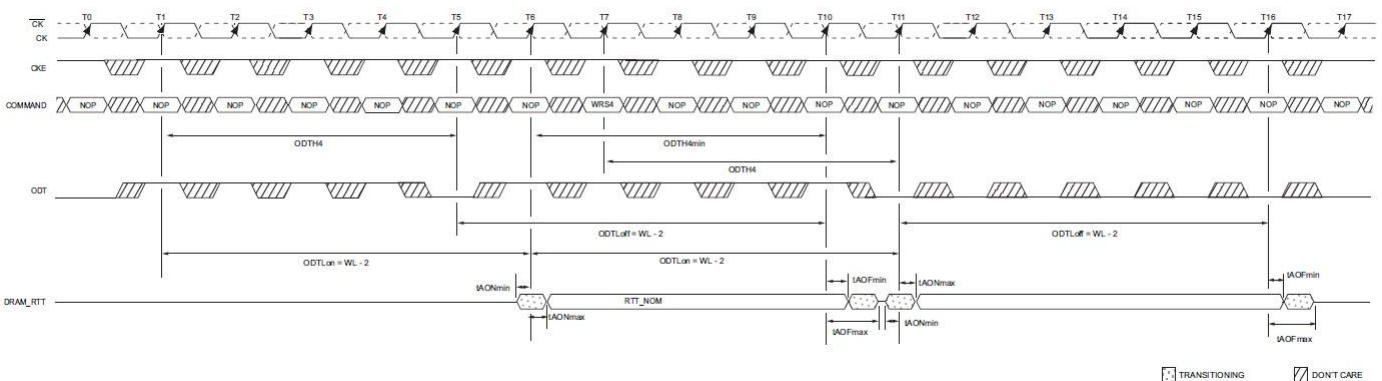 CK T0 T1 T2 T3 T4 T5 T6 T7 T8 T9 T10 T11 T12 T13 T14 T15 T16 T17
CK
CKE
COMMAND NOP NOP NOP NOP NOP NOP NOP WRS4 NOP NOP NOP NOP NOP NOP NOP NOP NOP NOP
ODTH4 ODTH4min
ODTH4
ODT
ODTLoff = WL - 2 ODTLoff = WL - 2
ODTLon = WL - 2 ODTLon = WL - 2
tAONmin tAOFmin tAONmax tAOFmin
DRAM_RTT RTT_NOM
tAONmax tAONmin
tAOFmax tAOFmax
TRANSITIONING DON'T CARE